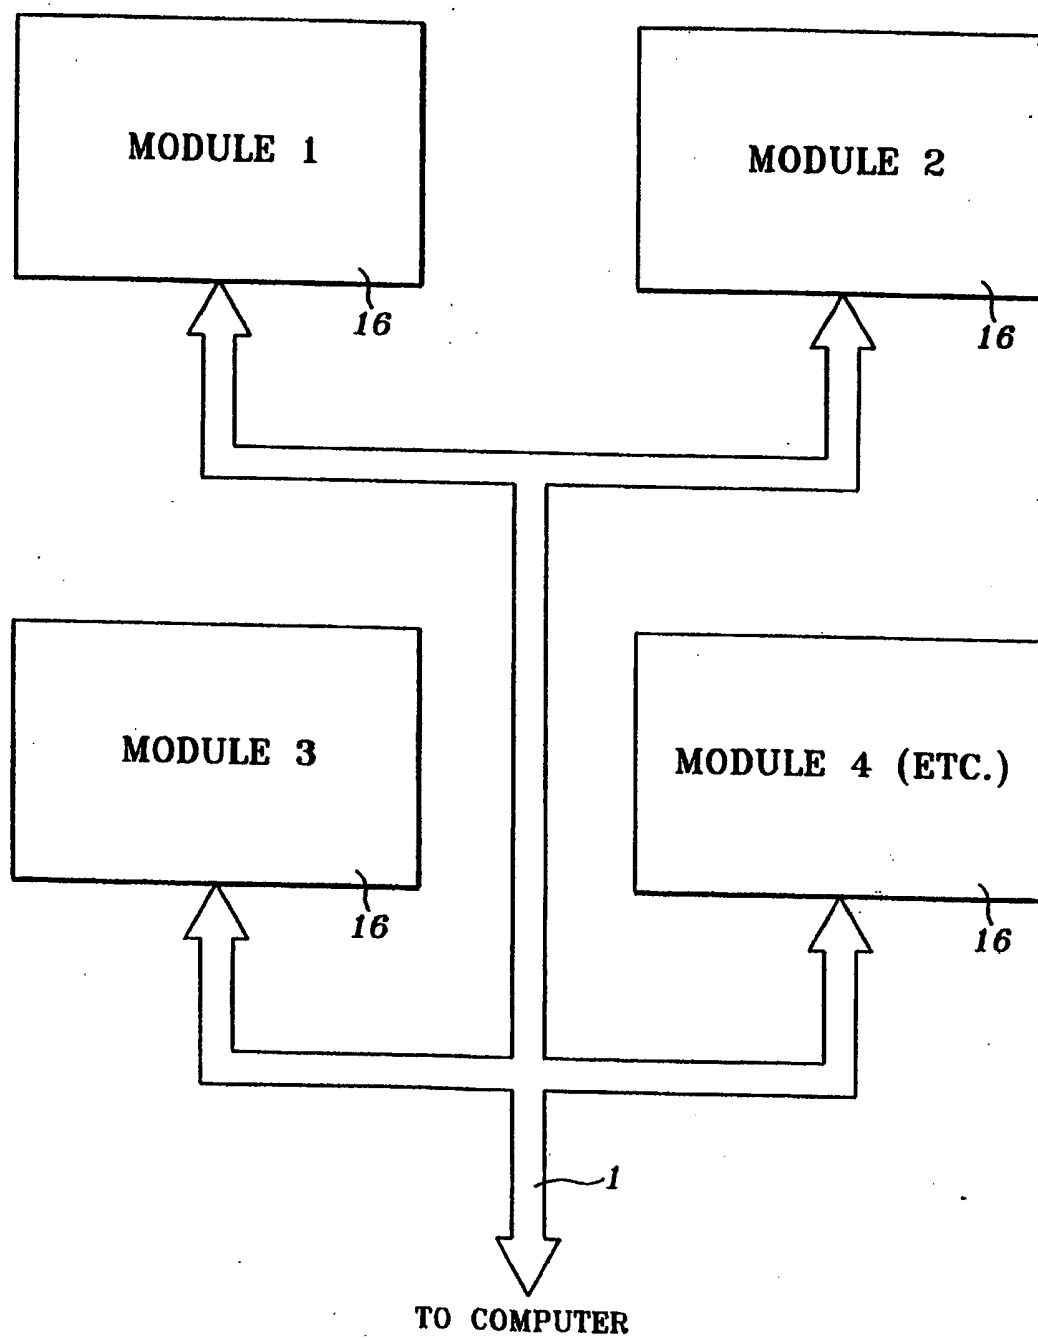 MODULE 1
MODULE 2
16
16
MODULE 3
MODULE 4 (ETC.)
16
16
1
TO COMPUTER